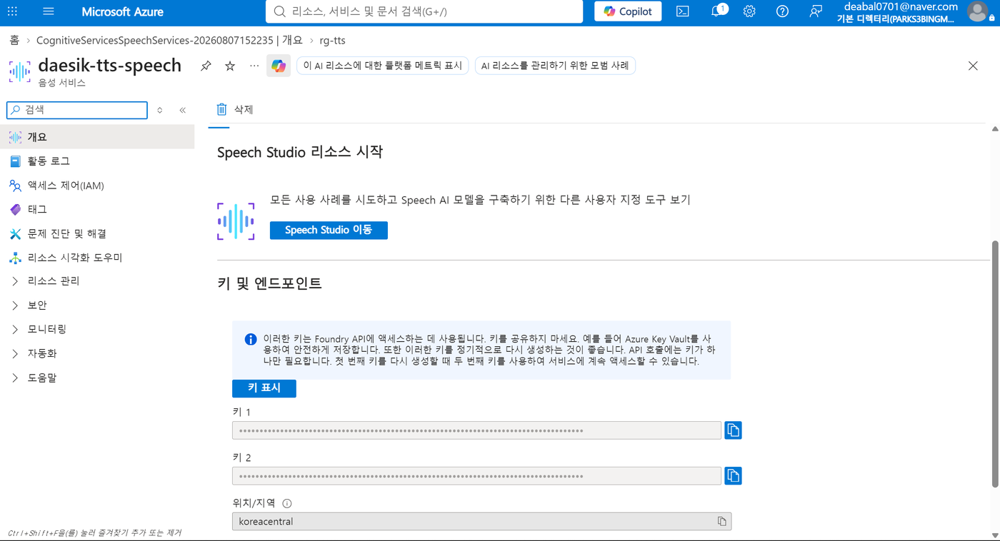 Microsoft Azure
리소스, 서비스 및 문서 검색(G+/)
Copilot
1
deabal0701@naver.com
기본 디렉터리(PARKS3BINGM...
홈 > CognitiveServicesSpeechServices-20260807152235 | 개요 > rg-tts
daesik-tts-speech
음성 서비스
이 AI 리소스에 대한 플랫폼 메트릭 표시
AI 리소스를 관리하기 위한 모범 사례
검색
삭제
개요
활동 로그
액세스 제어(IAM)
태그
문제 진단 및 해결
리소스 시각화 도우미
리소스 관리
보안
모니터링
자동화
도움말
Ctrl+Shift+F을(를) 눌러 즐겨찾기 추가 또는 제거
Speech Studio 리소스 시작
모든 사용 사례를 시도하고 Speech AI 모델을 구축하기 위한 다른 사용자 지정 도구 보기
Speech Studio 이동
키 및 엔드포인트
이러한 키는 Foundry API에 액세스하는 데 사용됩니다. 키를 공유하지 마세요. 예를 들어 Azure Key Vault를 사
용하여 안전하게 저장합니다. 또한 이러한 키를 정기적으로 다시 생성하는 것이 좋습니다. API 호출에는 키가 하
나만 필요합니다. 첫 번째 키를 다시 생성할 때 두 번째 키를 사용하여 서비스에 계속 액세스할 수 있습니다.
키 표시
키 1
키 2
위치/지역
koreacentral